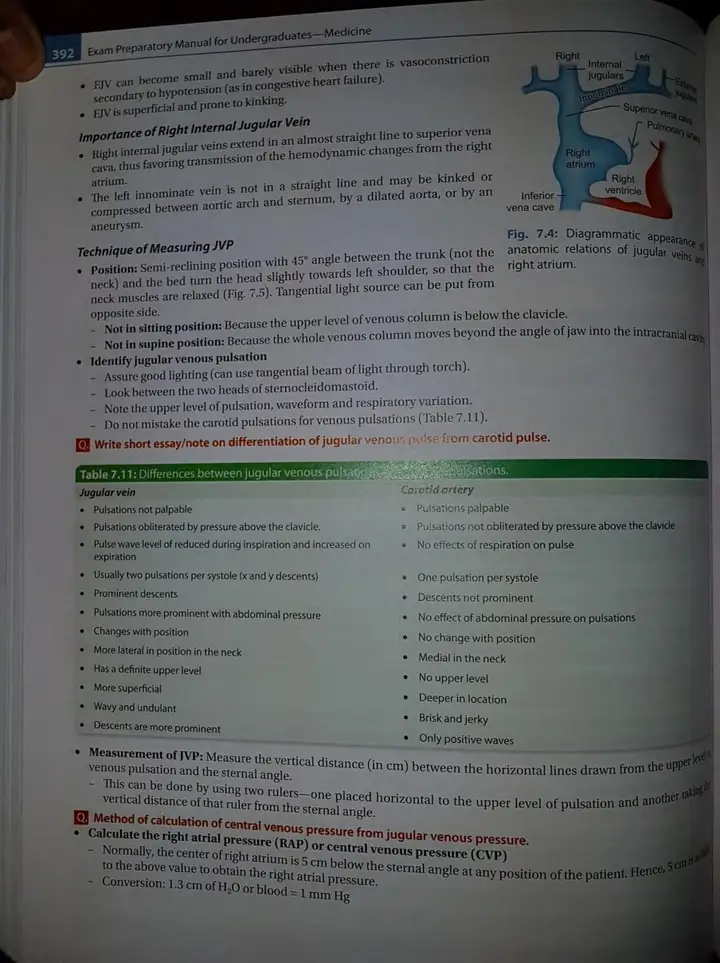 392 Exam Preparatory Manual for Undergraduates—Medicine
• EJV can become small and barely visible when there is vasoconstriction
secondary to hypotension (as in congestive heart failure).
• EJV is superficial and prone to kinking.
Importance of Right Internal Jugular Vein
• Right internal jugular veins extend in an almost straight line to superior vena
cava, thus favoring transmission of the hemodynamic changes from the right
atrium.
• The left innominate vein is not in a straight line and may be kinked or
compressed between aortic arch and sternum, by a dilated aorta, or by an
aneurysm.
Right
Left
Internal
jugulars
External
jugulars
Innominate
Superior vena cava
Pulmonary artery
Right
atrium
Right
ventricle
Inferior
vena cave
Fig. 7.4: Diagrammatic appearance of
anatomic relations of jugular veins and
right atrium.
Technique of Measuring JVP
• Position: Semi-reclining position with 45° angle between the trunk (not the
neck) and the bed turn the head slightly towards left shoulder, so that the
neck muscles are relaxed (Fig. 7.5). Tangential light source can be put from
opposite side.
– Not in sitting position: Because the upper level of venous column is below the clavicle.
– Not in supine position: Because the whole venous column moves beyond the angle of jaw into the intracranial cavity.
• Identify jugular venous pulsation
– Assure good lighting (can use tangential beam of light through torch).
– Look between the two heads of sternocleidomastoid.
– Note the upper level of pulsation, waveform and respiratory variation.
– Do not mistake the carotid pulsations for venous pulsations (Table 7.11).
Q. Write short essay/note on differentiation of jugular venous pulse from carotid pulse.
Table 7.11: Differences between jugular venous pulsation pulsations.
Jugular vein Carotid artery
• Pulsations not palpable • Pulsations palpable
• Pulsations obliterated by pressure above the clavicle. • Pulsations not obliterated by pressure above the clavicle
• Pulse wave level of reduced during inspiration and increased on • No effects of respiration on pulse
expiration
• Usually two pulsations per systole (x and y descents) • One pulsation per systole
• Prominent descents • Descents not prominent
• Pulsations more prominent with abdominal pressure • No effect of abdominal pressure on pulsations
• Changes with position • No change with position
• More lateral in position in the neck • Medial in the neck
• Has a definite upper level • No upper level
• More superficial • Deeper in location
• Wavy and undulant • Brisk and jerky
• Descents are more prominent • Only positive waves
• Measurement of JVP: Measure the vertical distance (in cm) between the horizontal lines drawn from the upper level
venous pulsation and the sternal angle.
– This can be done by using two rulers—one placed horizontal to the upper level of pulsation and another taking the
vertical distance of that ruler from the sternal angle.
Q. Method of calculation of central venous pressure from jugular venous pressure.
• Calculate the right atrial pressure (RAP) or central venous pressure (CVP)
– Normally, the center of right atrium is 5 cm below the sternal angle at any position of the patient. Hence, 5 cm is
to the above value to obtain the right atrial pressure.
– Conversion: 1.3 cm of H₂O or blood = 1 mm Hg